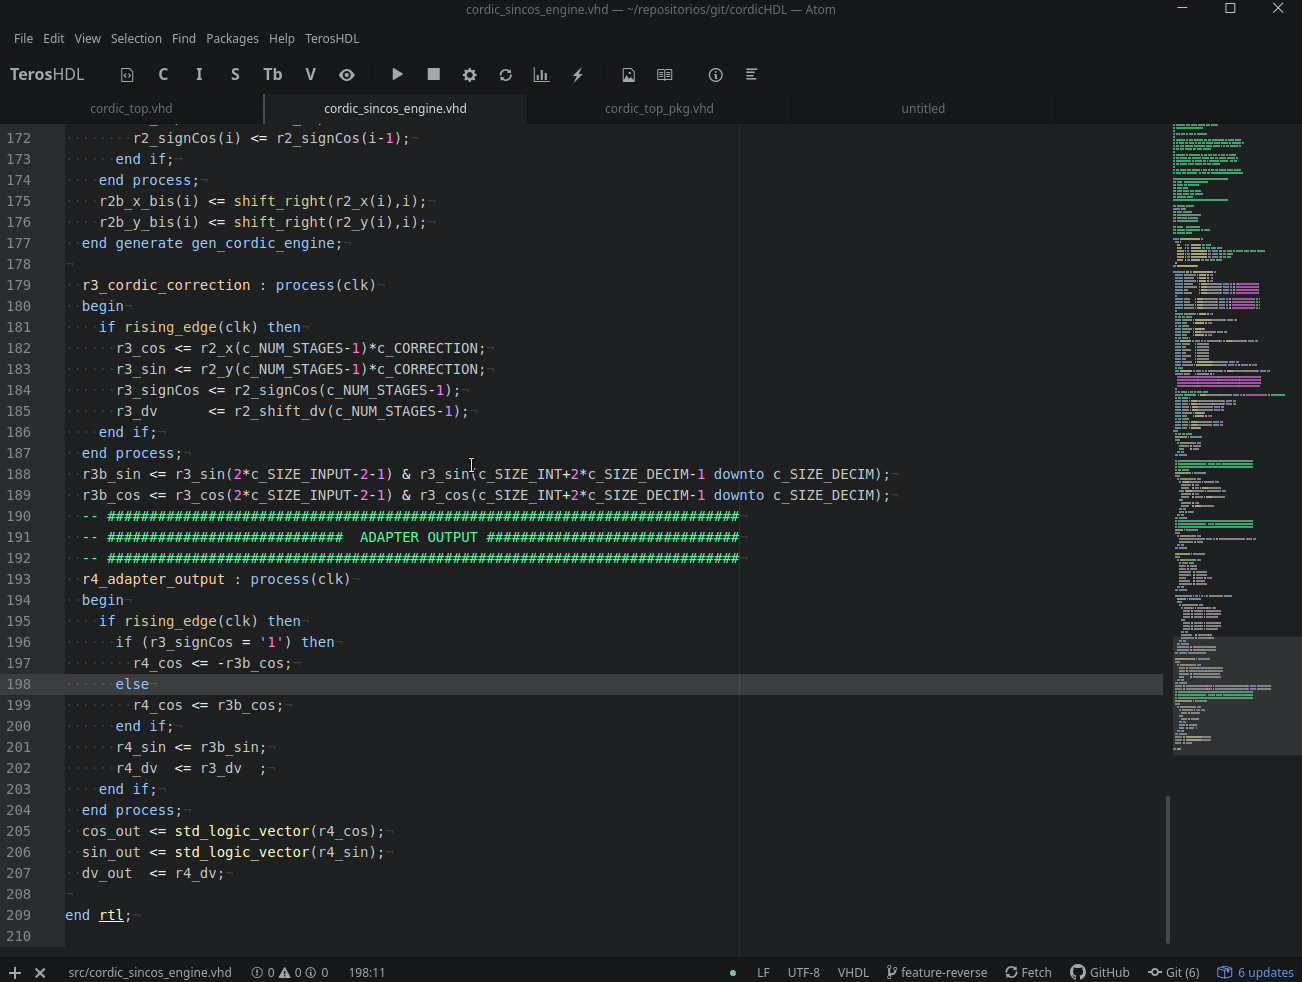 cordic_sincos_engine.vhd — ~/repositorios/git/cordicHDL — Atom
File Edit View Selection Find Packages Help TerosHDL
TerosHDL C I S Tb V
cordic_top.vhd cordic_sincos_engine.vhd cordic_top_pkg.vhd untitled
172 r2_signCos(i) <= r2_signCos(i-1);
173 end if;
174 end process;
175 r2b_x_bis(i) <= shift_right(r2_x(i),i);
176 r2b_y_bis(i) <= shift_right(r2_y(i),i);
177 end generate gen_cordic_engine;
178
179 r3_cordic_correction : process(clk)
180 begin
181 if rising_edge(clk) then
182 r3_cos <= r2_x(c_NUM_STAGES-1)*c_CORRECTION;
183 r3_sin <= r2_y(c_NUM_STAGES-1)*c_CORRECTION;
184 r3_signCos <= r2_signCos(c_NUM_STAGES-1);
185 r3_dv      <= r2_shift_dv(c_NUM_STAGES-1);
186 end if;
187 end process;
188 r3b_sin <= r3_sin(2*c_SIZE_INPUT-2-1) & r3_sin(c_SIZE_INT+2*c_SIZE_DECIM-1 downto c_SIZE_DECIM);
189 r3b_cos <= r3_cos(2*c_SIZE_INPUT-2-1) & r3_cos(c_SIZE_INT+2*c_SIZE_DECIM-1 downto c_SIZE_DECIM);
190 -- ###########################################################################
191 -- ############################  ADAPTER OUTPUT ##############################
192 -- ###########################################################################
193 r4_adapter_output : process(clk)
194 begin
195 if rising_edge(clk) then
196 if (r3_signCos = '1') then
197 r4_cos <= -r3b_cos;
198 else
199 r4_cos <= r3b_cos;
200 end if;
201 r4_sin <= r3b_sin;
202 r4_dv  <= r3_dv  ;
203 end if;
204 end process;
205 cos_out <= std_logic_vector(r4_cos);
206 sin_out <= std_logic_vector(r4_sin);
207 dv_out  <= r4_dv;
208
209 end rtl;
210
src/cordic_sincos_engine.vhd 0 0 0 198:11 LF UTF-8 VHDL feature-reverse Fetch GitHub Git (6) 6 updates